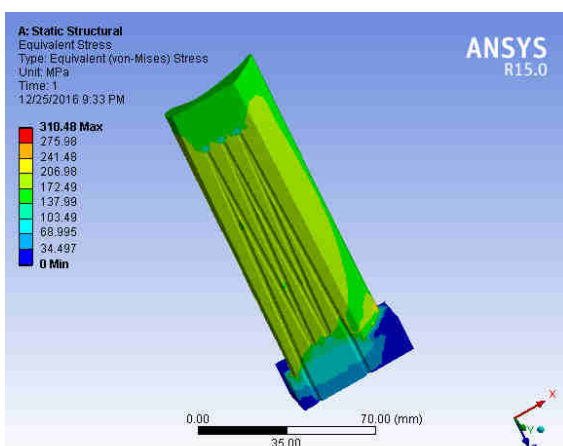 A: Static Structural
Equivalent Stress
Type: Equivalent (von-Mises) Stress
Unit: MPa
Time: 1
12/25/2016 9:33 PM
ANSYS
R15.0
310.48 Max
275.98
241.48
206.98
172.49
137.99
103.49
68.995
34.497
0 Min
0.00
70.00 (mm)
35.00
X
Y